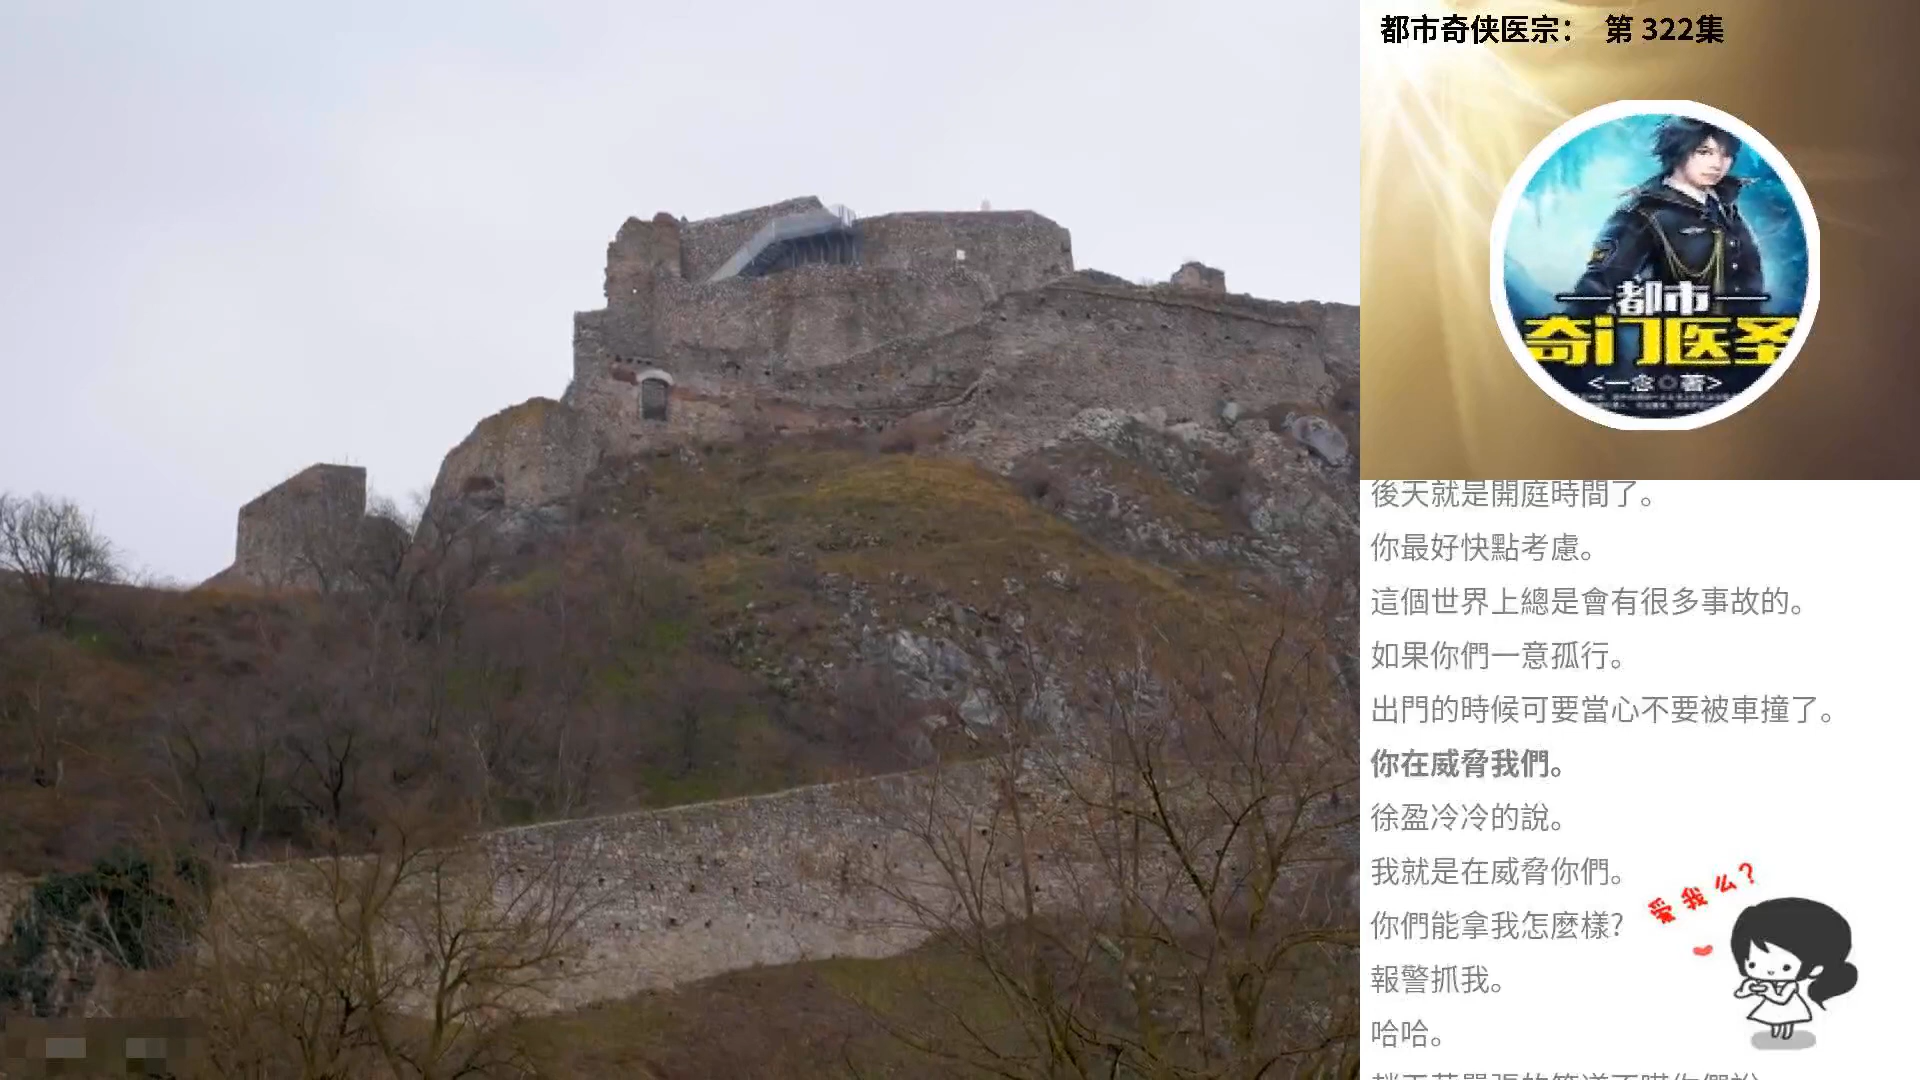 都市奇侠医宗： 第 322集
都市
奇门医圣
<一念◎著>
後天就是開庭時間了。
你最好快點考慮。
這個世界上總是會有很多事故的。
如果你們一意孤行。
出門的時候可要當心不要被車撞了。
你在威脅我們。
徐盈冷冷的說。
我就是在威脅你們。
愛我么?
你們能拿我怎麼樣?
報警抓我。
哈哈。